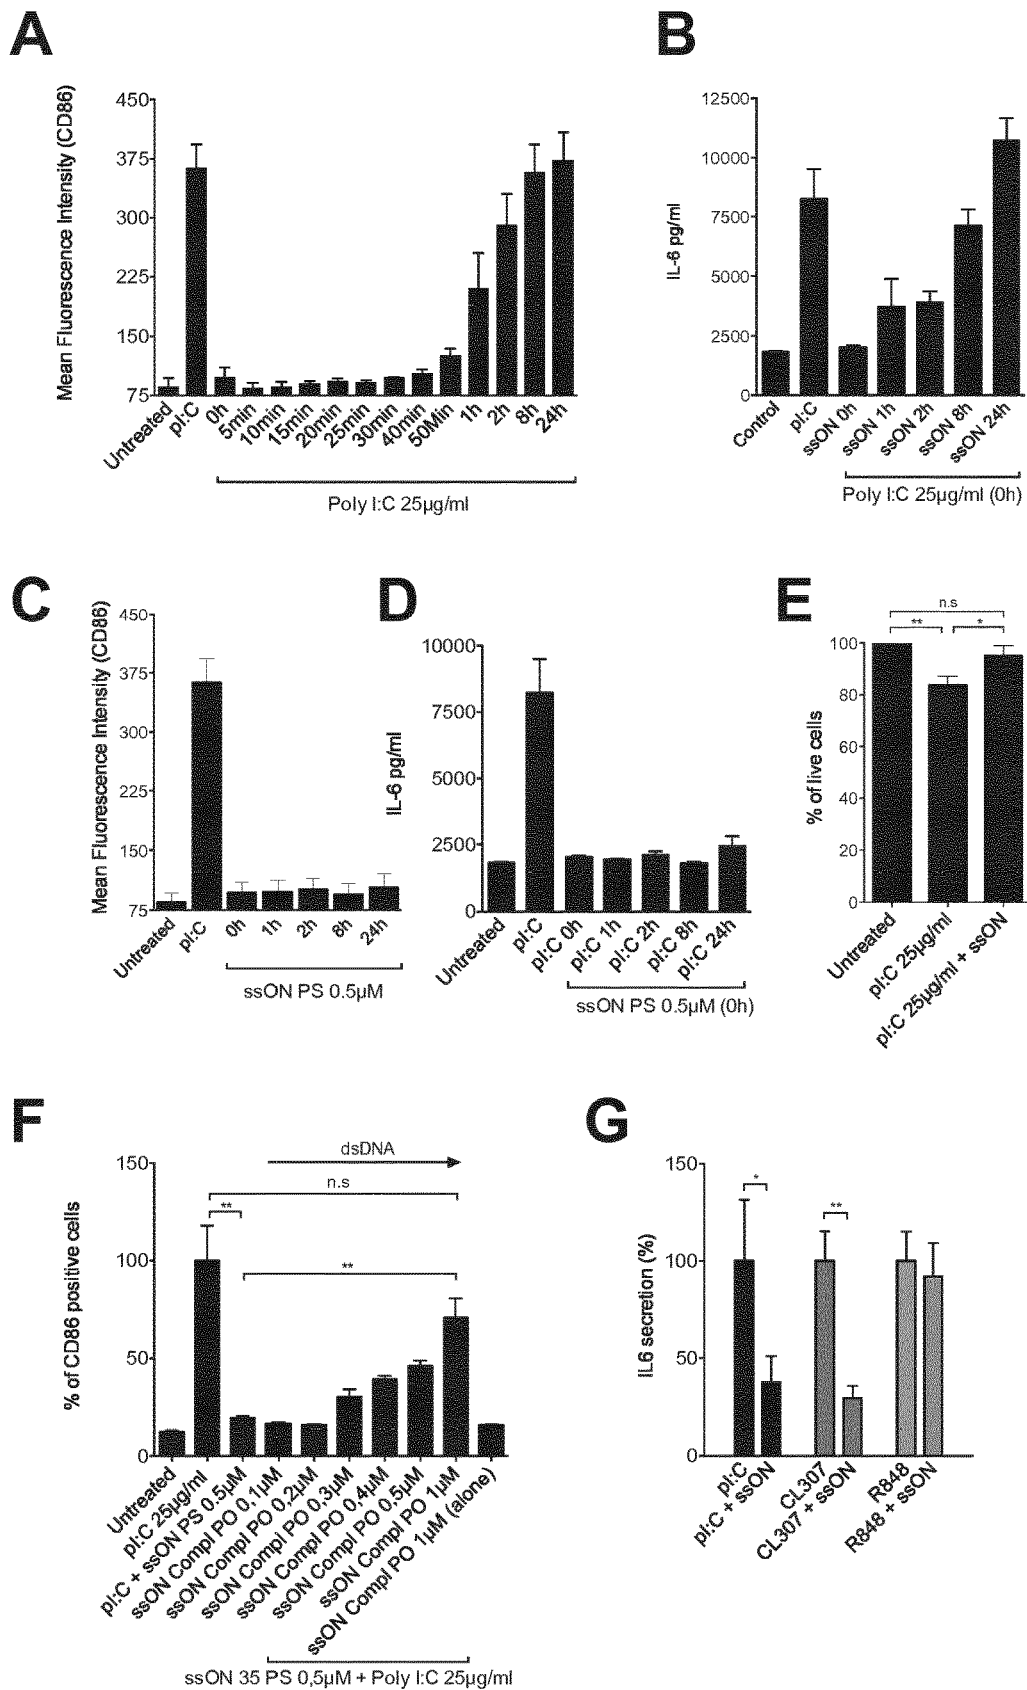 A
Mean Fluorescence Intensity (CD86)
450
375
300
225
150
75
Untreated
pI:C
0h
5min
10min
15min
20min
25min
30min
40min
50Min
1h
2h
8h
24h
Poly I:C 25µg/ml
B
IL-6 pg/ml
12500
10000
7500
5000
2500
0
Control
pI:C
ssON 0h
ssON 1h
ssON 2h
ssON 8h
ssON 24h
Poly I:C 25µg/ml (0h)
C
Mean Fluorescence Intensity (CD86)
450
375
300
225
150
75
Untreated
pI:C
0h
1h
2h
8h
24h
ssON PS 0.5µM
D
IL-6 pg/ml
10000
7500
5000
2500
0
Untreated
pI:C
pI:C 0h
pI:C 1h
pI:C 2h
pI:C 8h
pI:C 24h
ssON PS 0.5µM (0h)
E
n.s
** *
% of live cells
100
80
60
40
20
0
Untreated
pI:C 25µg/ml
pI:C 25µg/ml + ssON
F
dsDNA
n.s
**
**
% of CD86 positive cells
150
100
50
0
Untreated
pI:C 25µg/ml
pI:C + ssON PS 0.5µM
ssON Compl PO 0,1µM
ssON Compl PO 0,2µM
ssON Compl PO 0,3µM
ssON Compl PO 0,4µM
ssON Compl PO 0.5µM
ssON Compl PO 1µM
ssON Compl PO 1µM (alone)
ssON 35 PS 0,5µM + Poly I:C 25µg/ml
G
*
**
IL6 secretion (%)
150
100
50
0
pI:C
pI:C + ssON
CL307
CL307 + ssON
R848
R848 + ssON